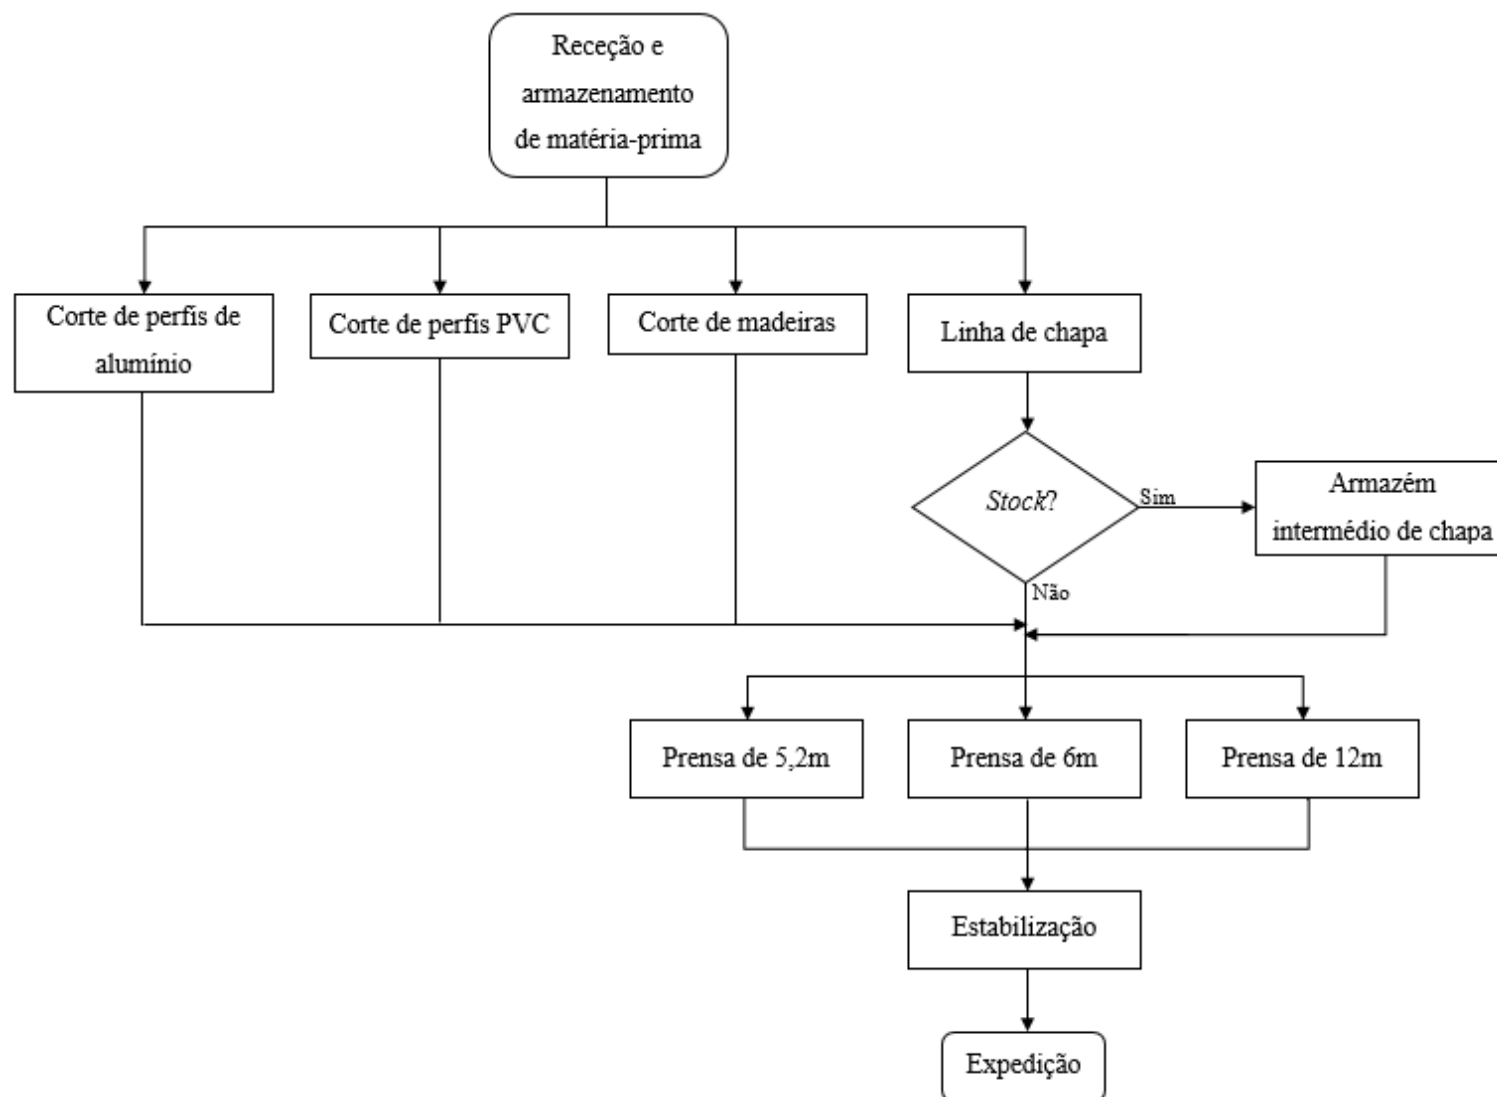 Receção e
armazenamento
de matéria-prima
Corte de perfis de
alumínio
Corte de perfis PVC
Corte de madeiras
Linha de chapa
Stock?
Sim
Armazém
intermédio de chapa
Não
Prensa de 5,2m
Prensa de 6m
Prensa de 12m
Estabilização
Expedição